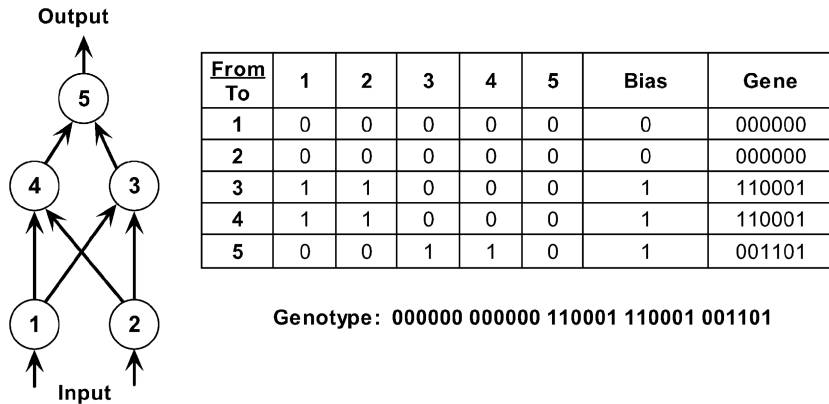 Output
5
4 3
1 2
Input
From To 1 2 3 4 5 Bias Gene
1 0 0 0 0 0 0 000000
2 0 0 0 0 0 0 000000
3 1 1 0 0 0 1 110001
4 1 1 0 0 0 1 110001
5 0 0 1 1 0 1 001101
Genotype: 000000 000000 110001 110001 001101